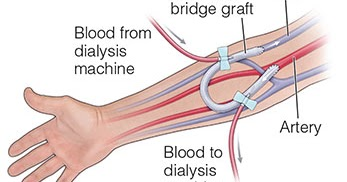 bridge graft
Blood from
dialysis
machine
Artery
Blood to
dialysis